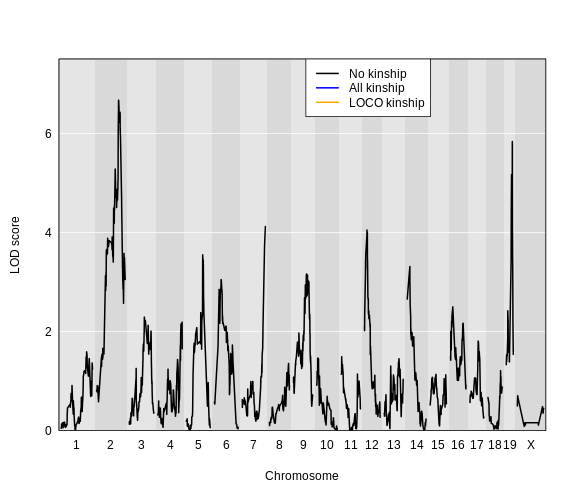 No kinship
All kinship
LOCO kinship
6
4
2
0
LOD score
1 2 3 4 5 6 7 8 9 10 11 12 13 14 15 16 17 18 19 X
Chromosome